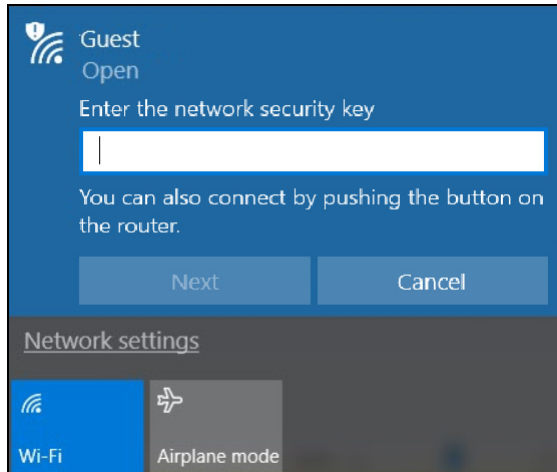 Guest
Open
Enter the network security key
You can also connect by pushing the button on
the router.
Next
Cancel
Network settings
Wi-Fi
Airplane mode